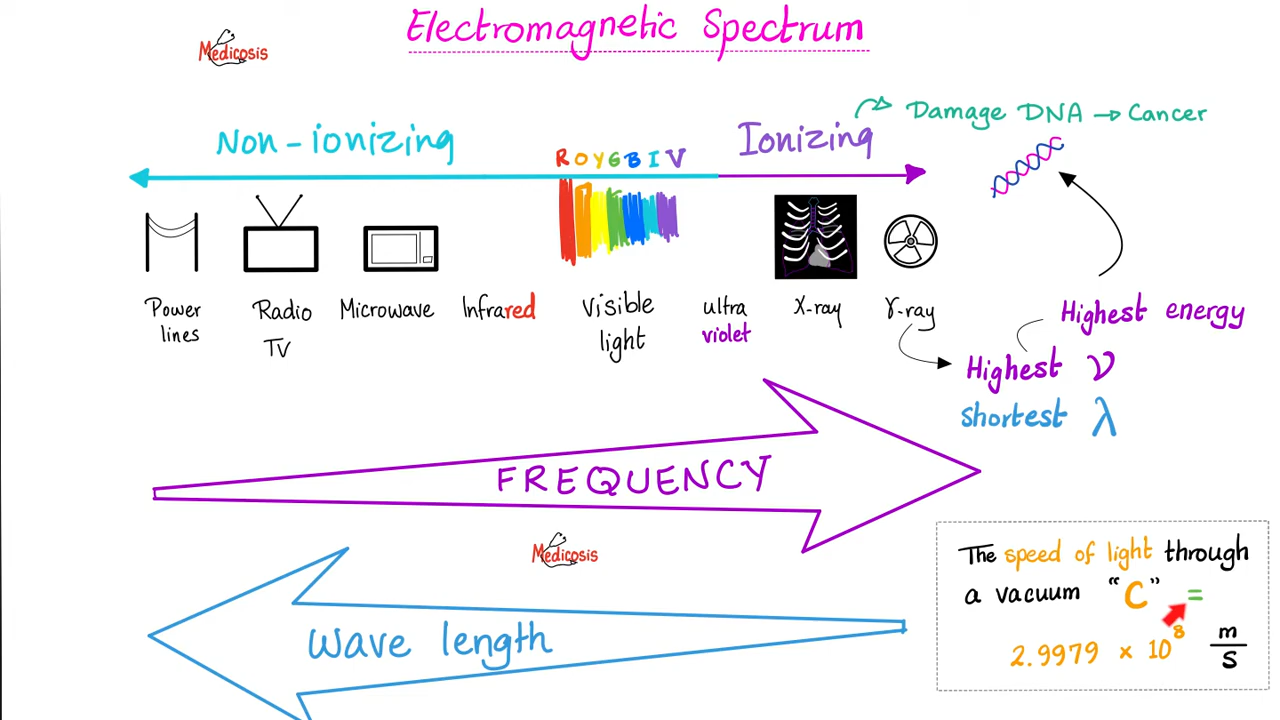 Electromagnetic Spectrum
Medicosis
Damage DNA → Cancer
Non-ionizing
Ionizing
R O Y G B I V
Power
lines
Radio
TV
Microwave
Infrared
Visible
light
ultra
violet
X-ray
γ-ray
Highest energy
Highest ν
shortest λ
FREQUENCY
Medicosis
Wave length
The speed of light through
a vacuum "C" =
2.9979 × 10⁸ m/s